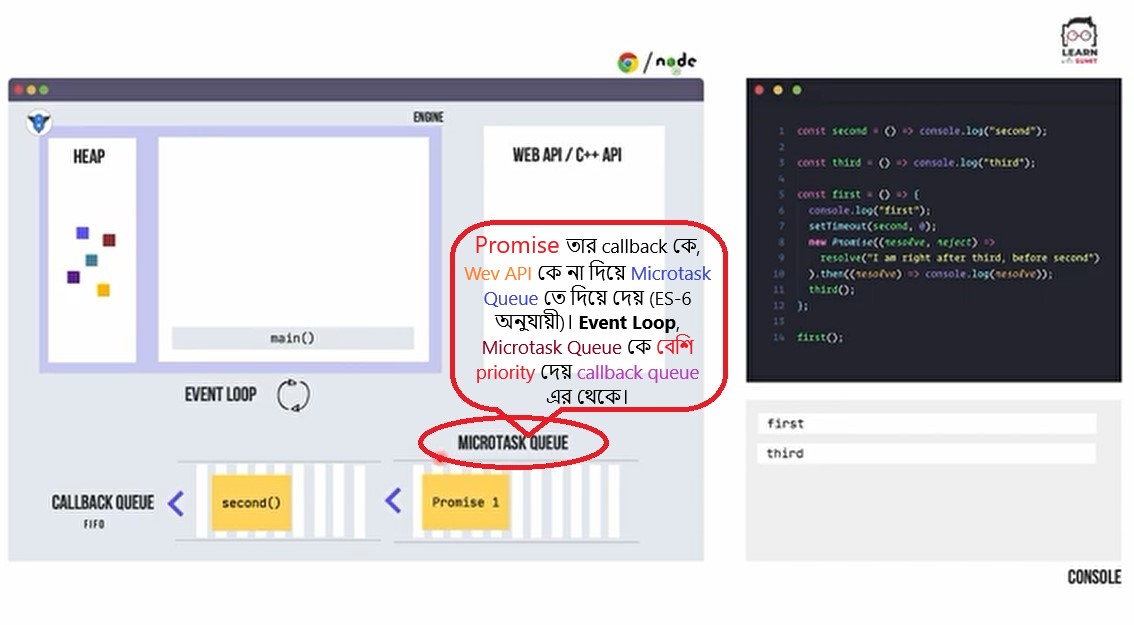 / node
LEARN
with SUMIT
ENGINE
HEAP
WEB API / C++ API
main()
Promise তার callback কে,
Wev API কে না দিয়ে Microtask
Queue তে দিয়ে দেয় (ES-6
অনুযায়ী)। Event Loop,
Microtask Queue কে বেশি
priority দেয় callback queue
এর থেকে।
EVENT LOOP
MICROTASK QUEUE
CALLBACK QUEUE
FIFO
second()
Promise 1
1 const second = () => console.log("second");
2
3 const third = () => console.log("third");
4
5 const first = () => {
6 console.log("first");
7 setTimeout(second, 0);
8 new Promise((resolve, reject) =>
9 resolve("I am right after third, before second")
10 ).then((resolve) => console.log(resolve));
11 third();
12 };
13
14 first();
first
third
CONSOLE